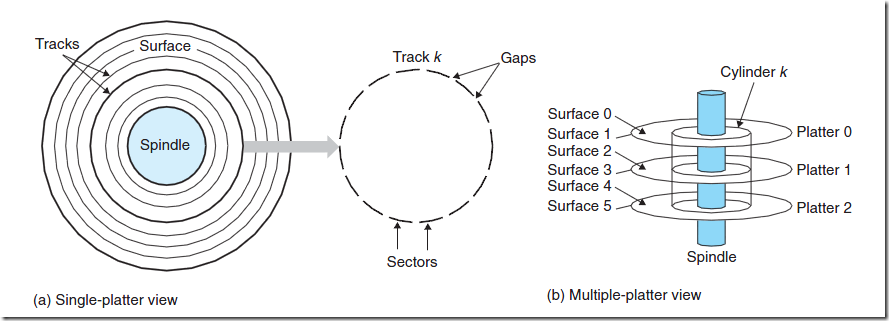 Tracks
Surface
Spindle
(a) Single-platter view
Track k
Gaps
Sectors
Cylinder k
Surface 0
Surface 1
Surface 2
Surface 3
Surface 4
Surface 5
Platter 0
Platter 1
Platter 2
Spindle
(b) Multiple-platter view